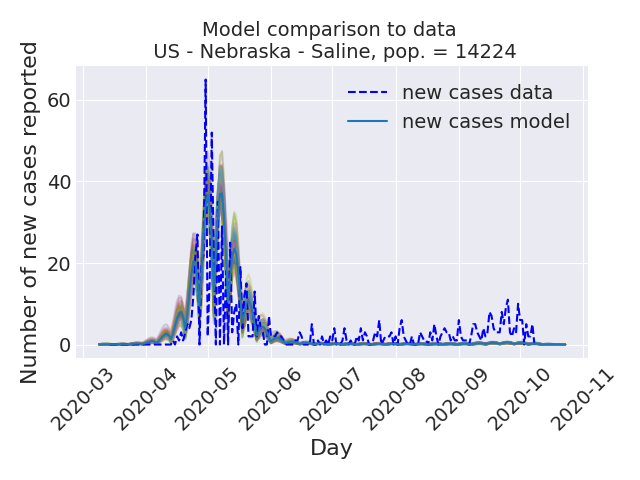 Model comparison to data
US - Nebraska - Saline, pop. = 14224
Number of new cases reported
60
40
20
0
new cases data
new cases model
2020-03
2020-04
2020-05
2020-06
2020-07
2020-08
2020-09
2020-10
2020-11
Day